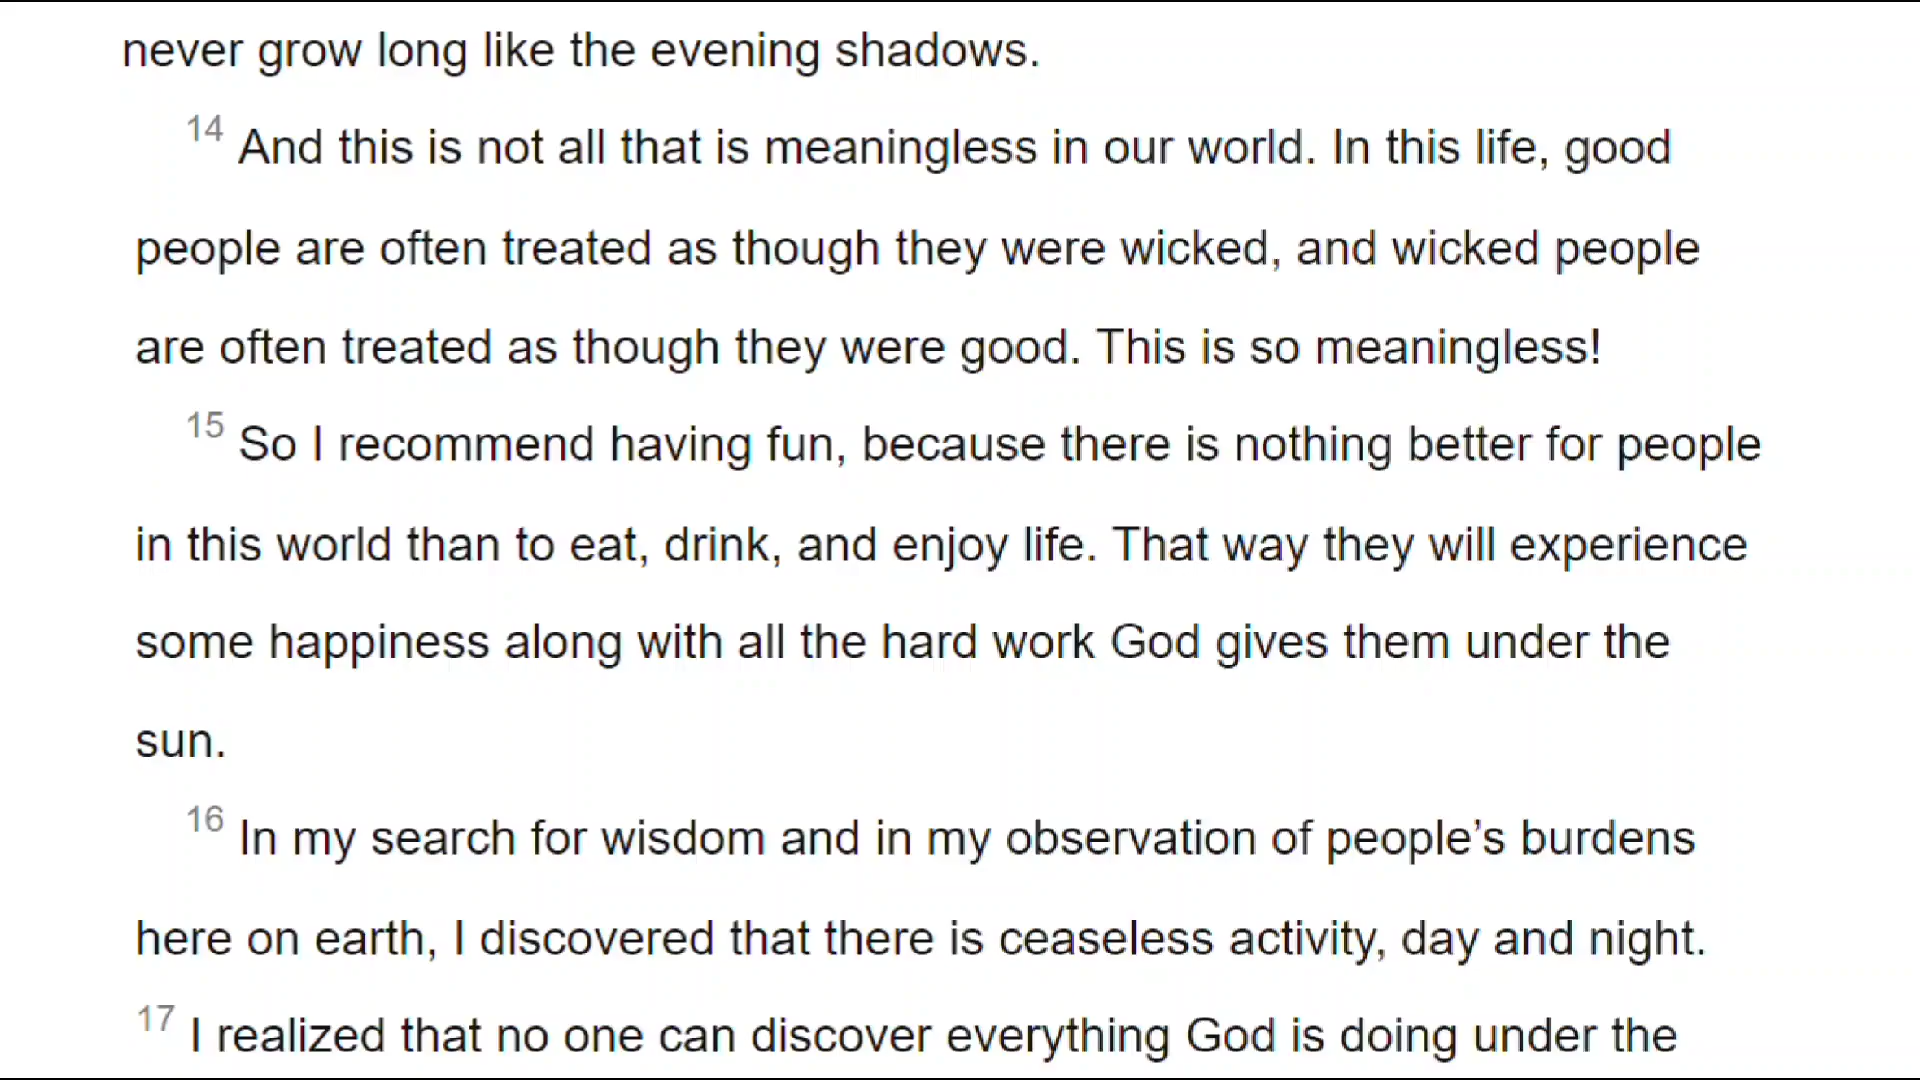 never grow long like the evening shadows.
14 And this is not all that is meaningless in our world. In this life, good
people are often treated as though they were wicked, and wicked people
are often treated as though they were good. This is so meaningless!
15 So I recommend having fun, because there is nothing better for people
in this world than to eat, drink, and enjoy life. That way they will experience
some happiness along with all the hard work God gives them under the
sun.
16 In my search for wisdom and in my observation of people’s burdens
here on earth, I discovered that there is ceaseless activity, day and night.
17 I realized that no one can discover everything God is doing under the